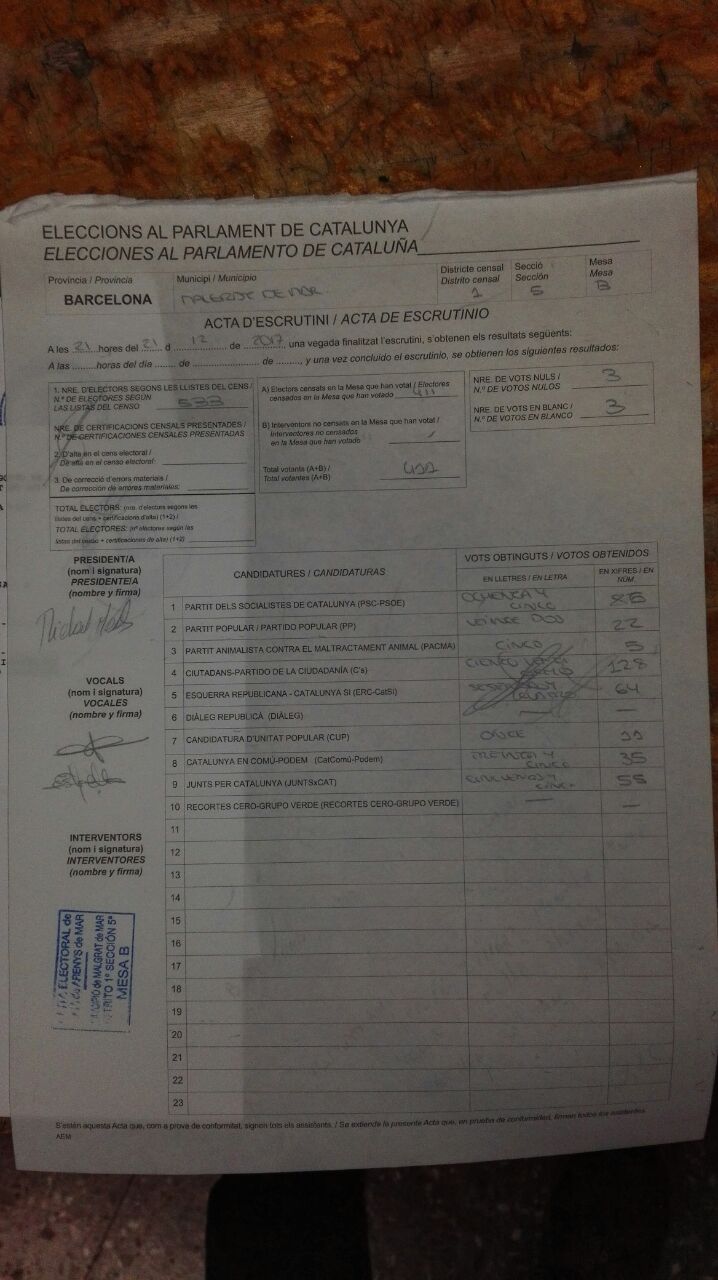 ELECCIONS AL PARLAMENT DE CATALUNYA
ELECCIONES AL PARLAMENTO DE CATALUÑA
Província / Provincia
BARCELONA
Municipi / Municipio
Districte censal
Distrito censal
1
Secció
Sección
5
Mesa
Mesa
B
ACTA D'ESCRUTINI / ACTA DE ESCRUTINIO
A les 21 hores del 21 d 12 de 2017 una vegada finalitzat l'escrutini, s'obtenen els resultats següents:
A las ........ horas del día ...... de .................... de ........, y una vez concluido el escrutinio, se obtienen los siguientes resultados:
1. NRE. D'ELECTORS SEGONS LES LLISTES DEL CENS /
N.º DE ELECTORES SEGÚN
LAS LISTAS DEL CENSO 533
NRE. DE CERTIFICACIONS CENSALS PRESENTADES /
N.º DE CERTIFICACIONES CENSALES PRESENTADAS
2. D'alta en el cens electoral /
De alta en el censo electoral:
3. De correcció d'errors materials /
De corrección de errores materiales:
TOTAL ELECTORS: (nre. d'electors segons les
llistes del cens + certificacions d'alta) (1+2) /
TOTAL ELECTORES: (nº electores según las
listas del censo + certificaciones de alta) (1+2)
A) Electors censats en la Mesa que han votat / Electores
censados en la Mesa que han votado 411
B) Interventors no censats en la Mesa que han votat /
Interventores no censados
en la Mesa que han votado
Total votants (A+B) /
Total votantes (A+B) 411
NRE. DE VOTS NULS /
N.º DE VOTOS NULOS 3
NRE. DE VOTS EN BLANC /
N.º DE VOTOS EN BLANCO 3
PRESIDENT/A
(nom i signatura)
PRESIDENTE/A
(nombre y firma)
VOCALS
(nom i signatura)
VOCALES
(nombre y firma)
INTERVENTORS
(nom i signatura)
INTERVENTORES
(nombre y firma)
CANDIDATURES / CANDIDATURAS
VOTS OBTINGUTS / VOTOS OBTENIDOS
EN LLETRES / EN LETRA
EN XIFRES / EN NÚM.
1 PARTIT DELS SOCIALISTES DE CATALUNYA (PSC-PSOE) OCHENTA Y CINCO 85
2 PARTIT POPULAR / PARTIDO POPULAR (PP) VEINTE DOS 22
3 PARTIT ANIMALISTA CONTRA EL MALTRACTAMENT ANIMAL (PACMA) CINCO 5
4 CIUTADANS-PARTIDO DE LA CIUDADANÍA (C's) CIENTO 128
5 ESQUERRA REPUBLICANA - CATALUNYA SI (ERC-CatSí) 64
6 DIÀLEG REPUBLICÀ (DIÀLEG) — —
7 CANDIDATURA D'UNITAT POPULAR (CUP) ONCE 11
8 CATALUNYA EN COMÚ-PODEM (CatComú-Podem) TREINTA Y CINCO 35
9 JUNTS PER CATALUNYA (JUNTSxCAT) CINCUENTA Y CINCO 55
10 RECORTES CERO-GRUPO VERDE (RECORTES CERO-GRUPO VERDE) — —
11
12
13
14
15
16
17
18
19
20
21
22
23
ELECTORAL de
ARENYS de MAR
MALGRAT de MAR
1º SECCIÓN 5ª
MESA B
S'estén aquesta Acta que, com a prova de conformitat, signen tots els assistents. / Se extiende la presente Acta que, en prueba de conformidad, firman todos los asistentes.
AEM